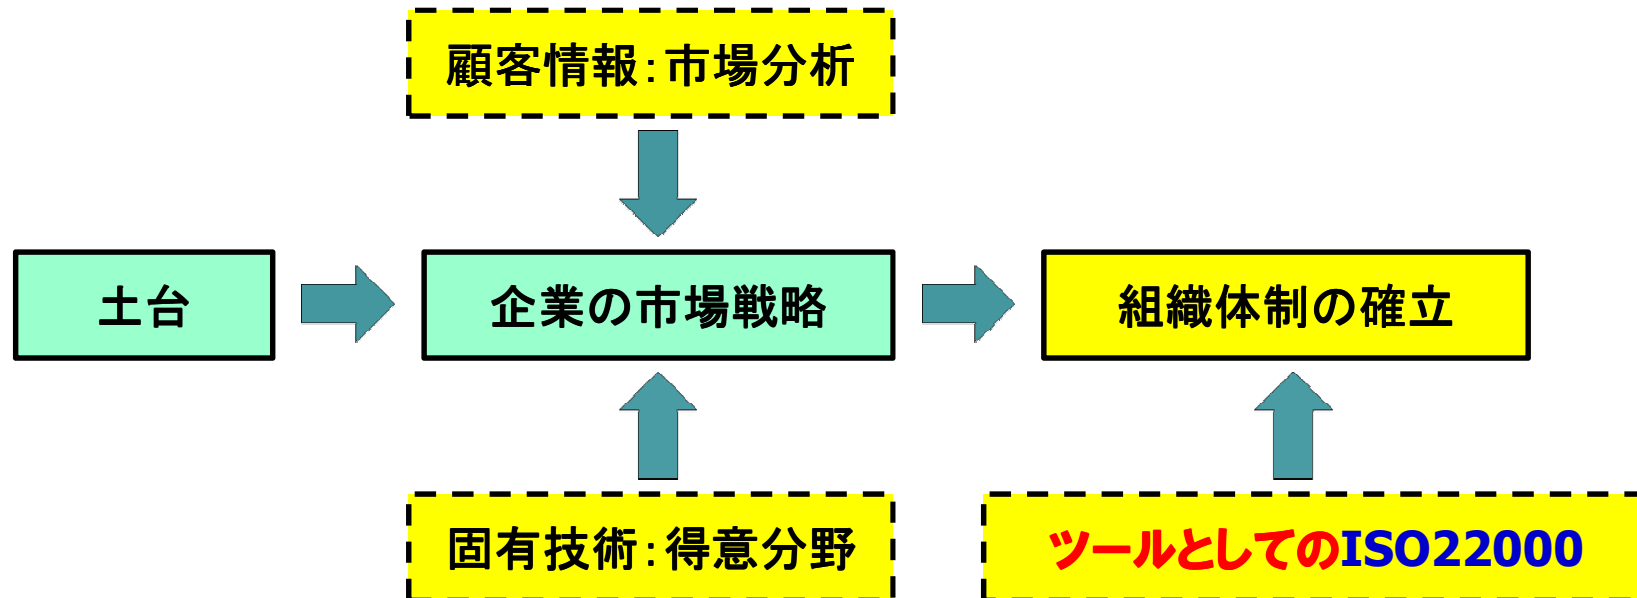 顧客情報:市場分析
土台
企業の市場戦略
組織体制の確立
固有技術:得意分野
ツールとしてのISO22000